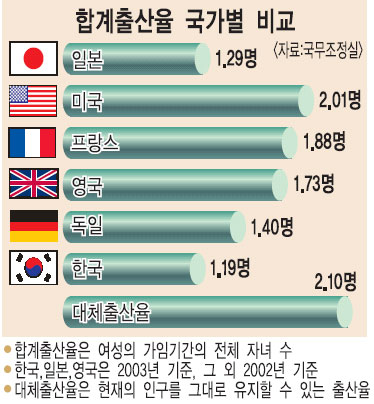 합계출산율 국가별 비교
〈자료:국무조정실〉
일본 1.29명
미국 2.01명
프랑스 1.88명
영국 1.73명
독일 1.40명
한국 1.19명
대체출산율 2.10명
● 합계출산율은 여성의 가임기간의 전체 자녀 수
● 한국,일본,영국은 2003년 기준, 그 외 2002년 기준
● 대체출산율은 현재의 인구를 그대로 유지할 수 있는 출산율